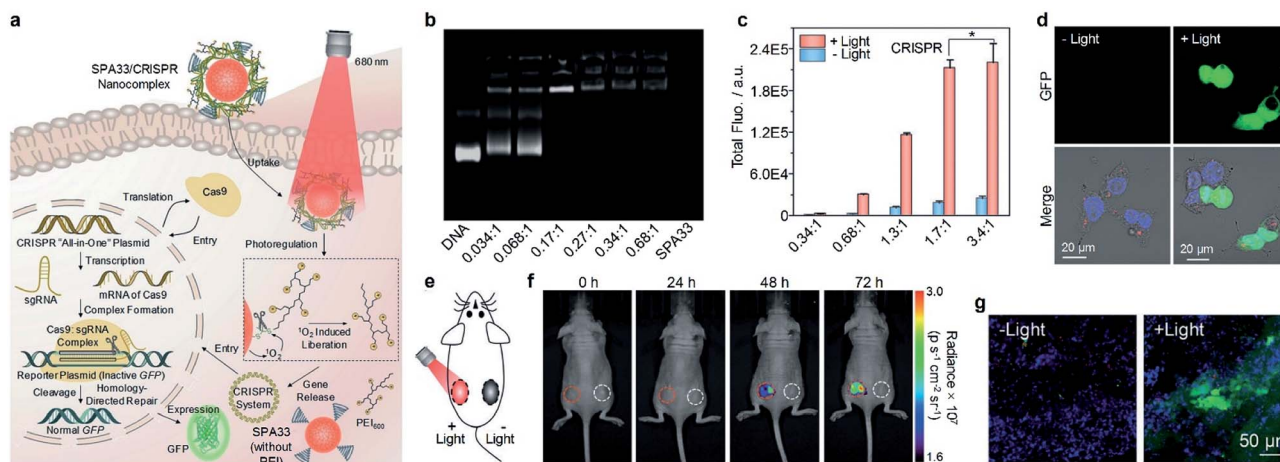 a
SPA33/CRISPR
Nanocomplex
680 nm
Uptake
Translation
Cas9
Entry
CRISPR "All-in-One" Plasmid
Transcription
sgRNA
mRNA of Cas9
Complex Formation
Cas9: sgRNA
Complex
Reporter Plasmid (Inactive GFP)
Cleavage
Homology-
Directed Repair
Normal GFP
Expression
GFP
Photoregulation
¹O₂
¹O₂ Induced
Liberation
Entry
CRISPR
System
Gene
Release
PEI₆₀₀
SPA33
(without
PEI)
b
DNA
0.034:1
0.068:1
0.17:1
0.27:1
0.34:1
0.68:1
SPA33
c
+ Light
- Light
CRISPR
*
Total Fluo. / a.u.
2.4E5
1.2E5
6.0E4
0.0E0
0.34:1
0.68:1
1.3:1
1.7:1
3.4:1
d
- Light
+ Light
GFP
Merge
20 μm
20 μm
e
+
Light
-
Light
f
0 h
24 h
48 h
72 h
3.0
1.6
Radiance × 10⁷
(p s⁻¹ cm⁻² sr⁻¹)
g
-Light
+Light
50 μm